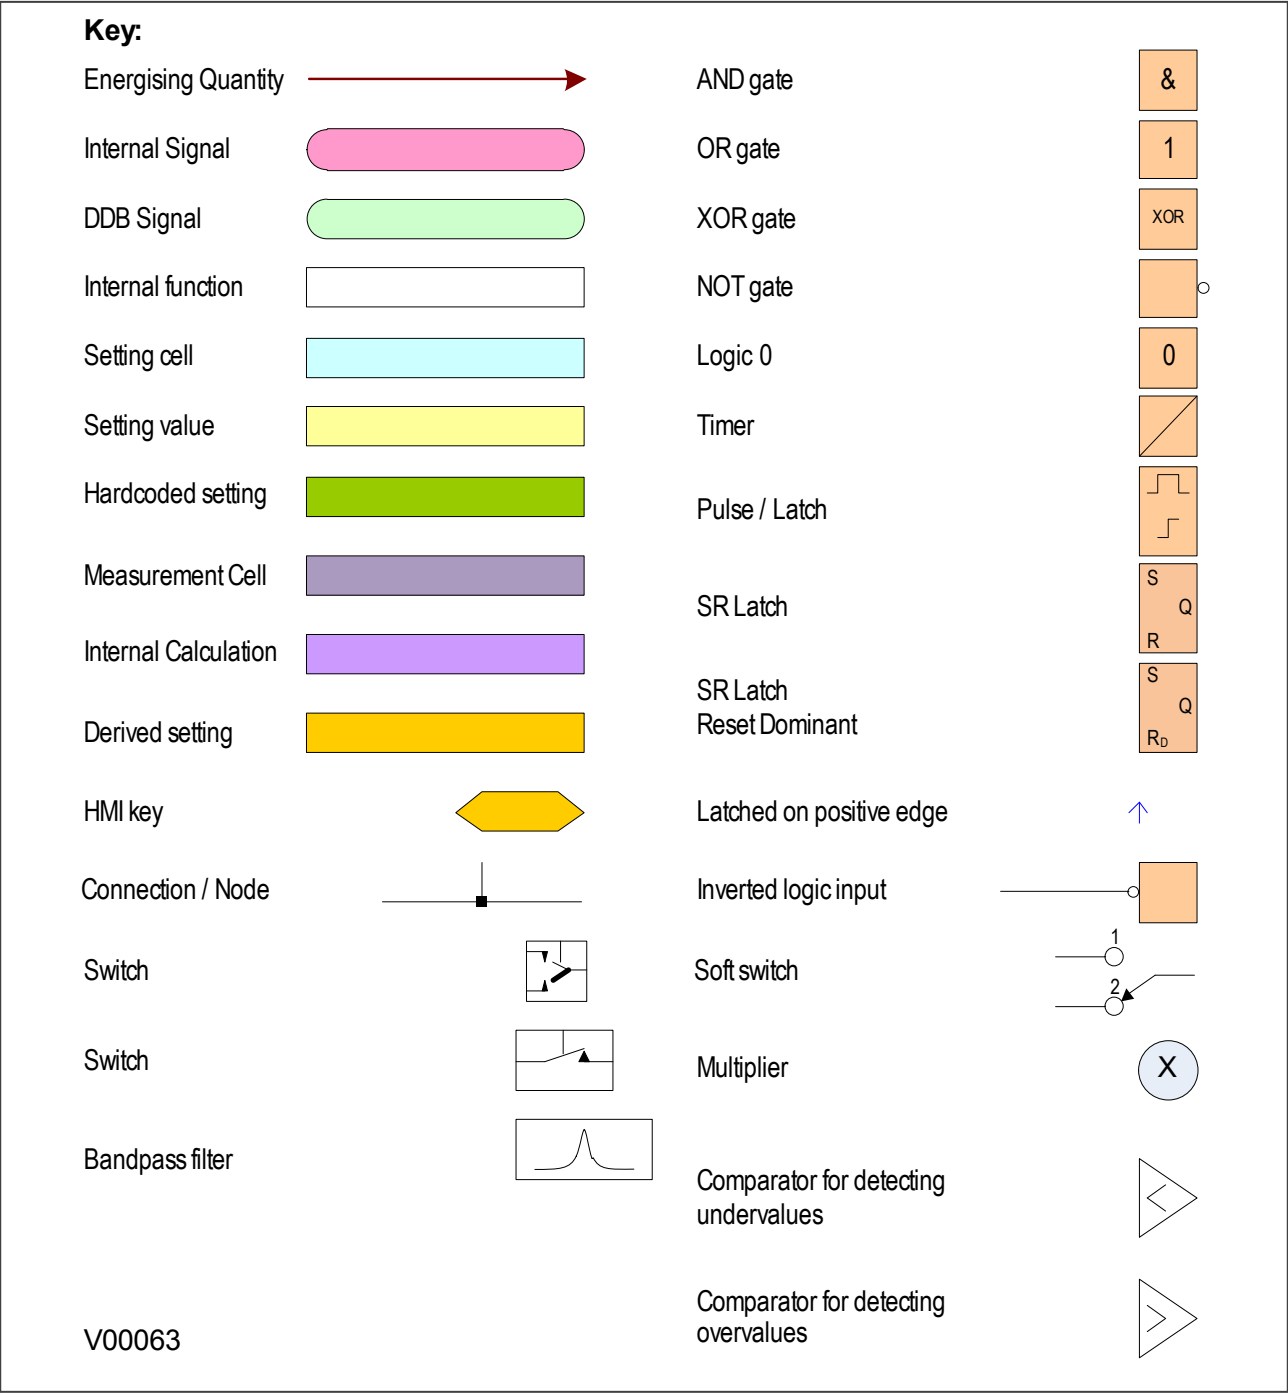 Key:
Energising Quantity
Internal Signal
DDB Signal
Internal function
Setting cell
Setting value
Hardcoded setting
Measurement Cell
Internal Calculation
Derived setting
HMI key
Connection / Node
Switch
Switch
Bandpass filter
V00063
AND gate
&
OR gate
1
XOR gate
XOR
NOT gate
Logic 0
0
Timer
Pulse / Latch
SR Latch
S
Q
R
SR Latch
Reset Dominant
S
Q
RD
Latched on positive edge
Inverted logic input
Soft switch
1
2
Multiplier
X
Comparator for detecting
undervalues
Comparator for detecting
overvalues